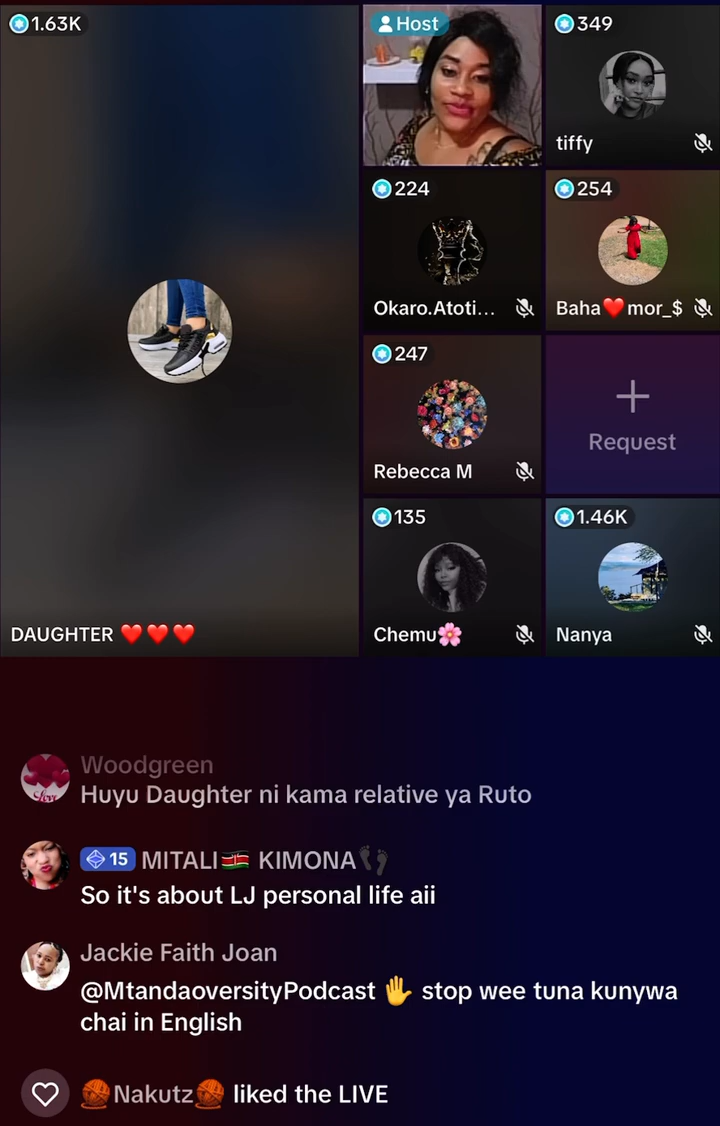 1.63K
Host
349
tiffy
224
Okaro.Atoti...
254
Baha❤️mor_$
247
Rebecca M
Request
135
Chemu🌸
1.46K
Nanya
DAUGHTER ❤️❤️❤️
Woodgreen
Huyu Daughter ni kama relative ya Ruto
15 MITALI🇰🇪 KIMONA👣
So it's about LJ personal life aii
Jackie Faith Joan
@MtandaoversityPodcast 🤚 stop wee tuna kunywa
chai in English
🧶Nakutz🧶 liked the LIVE